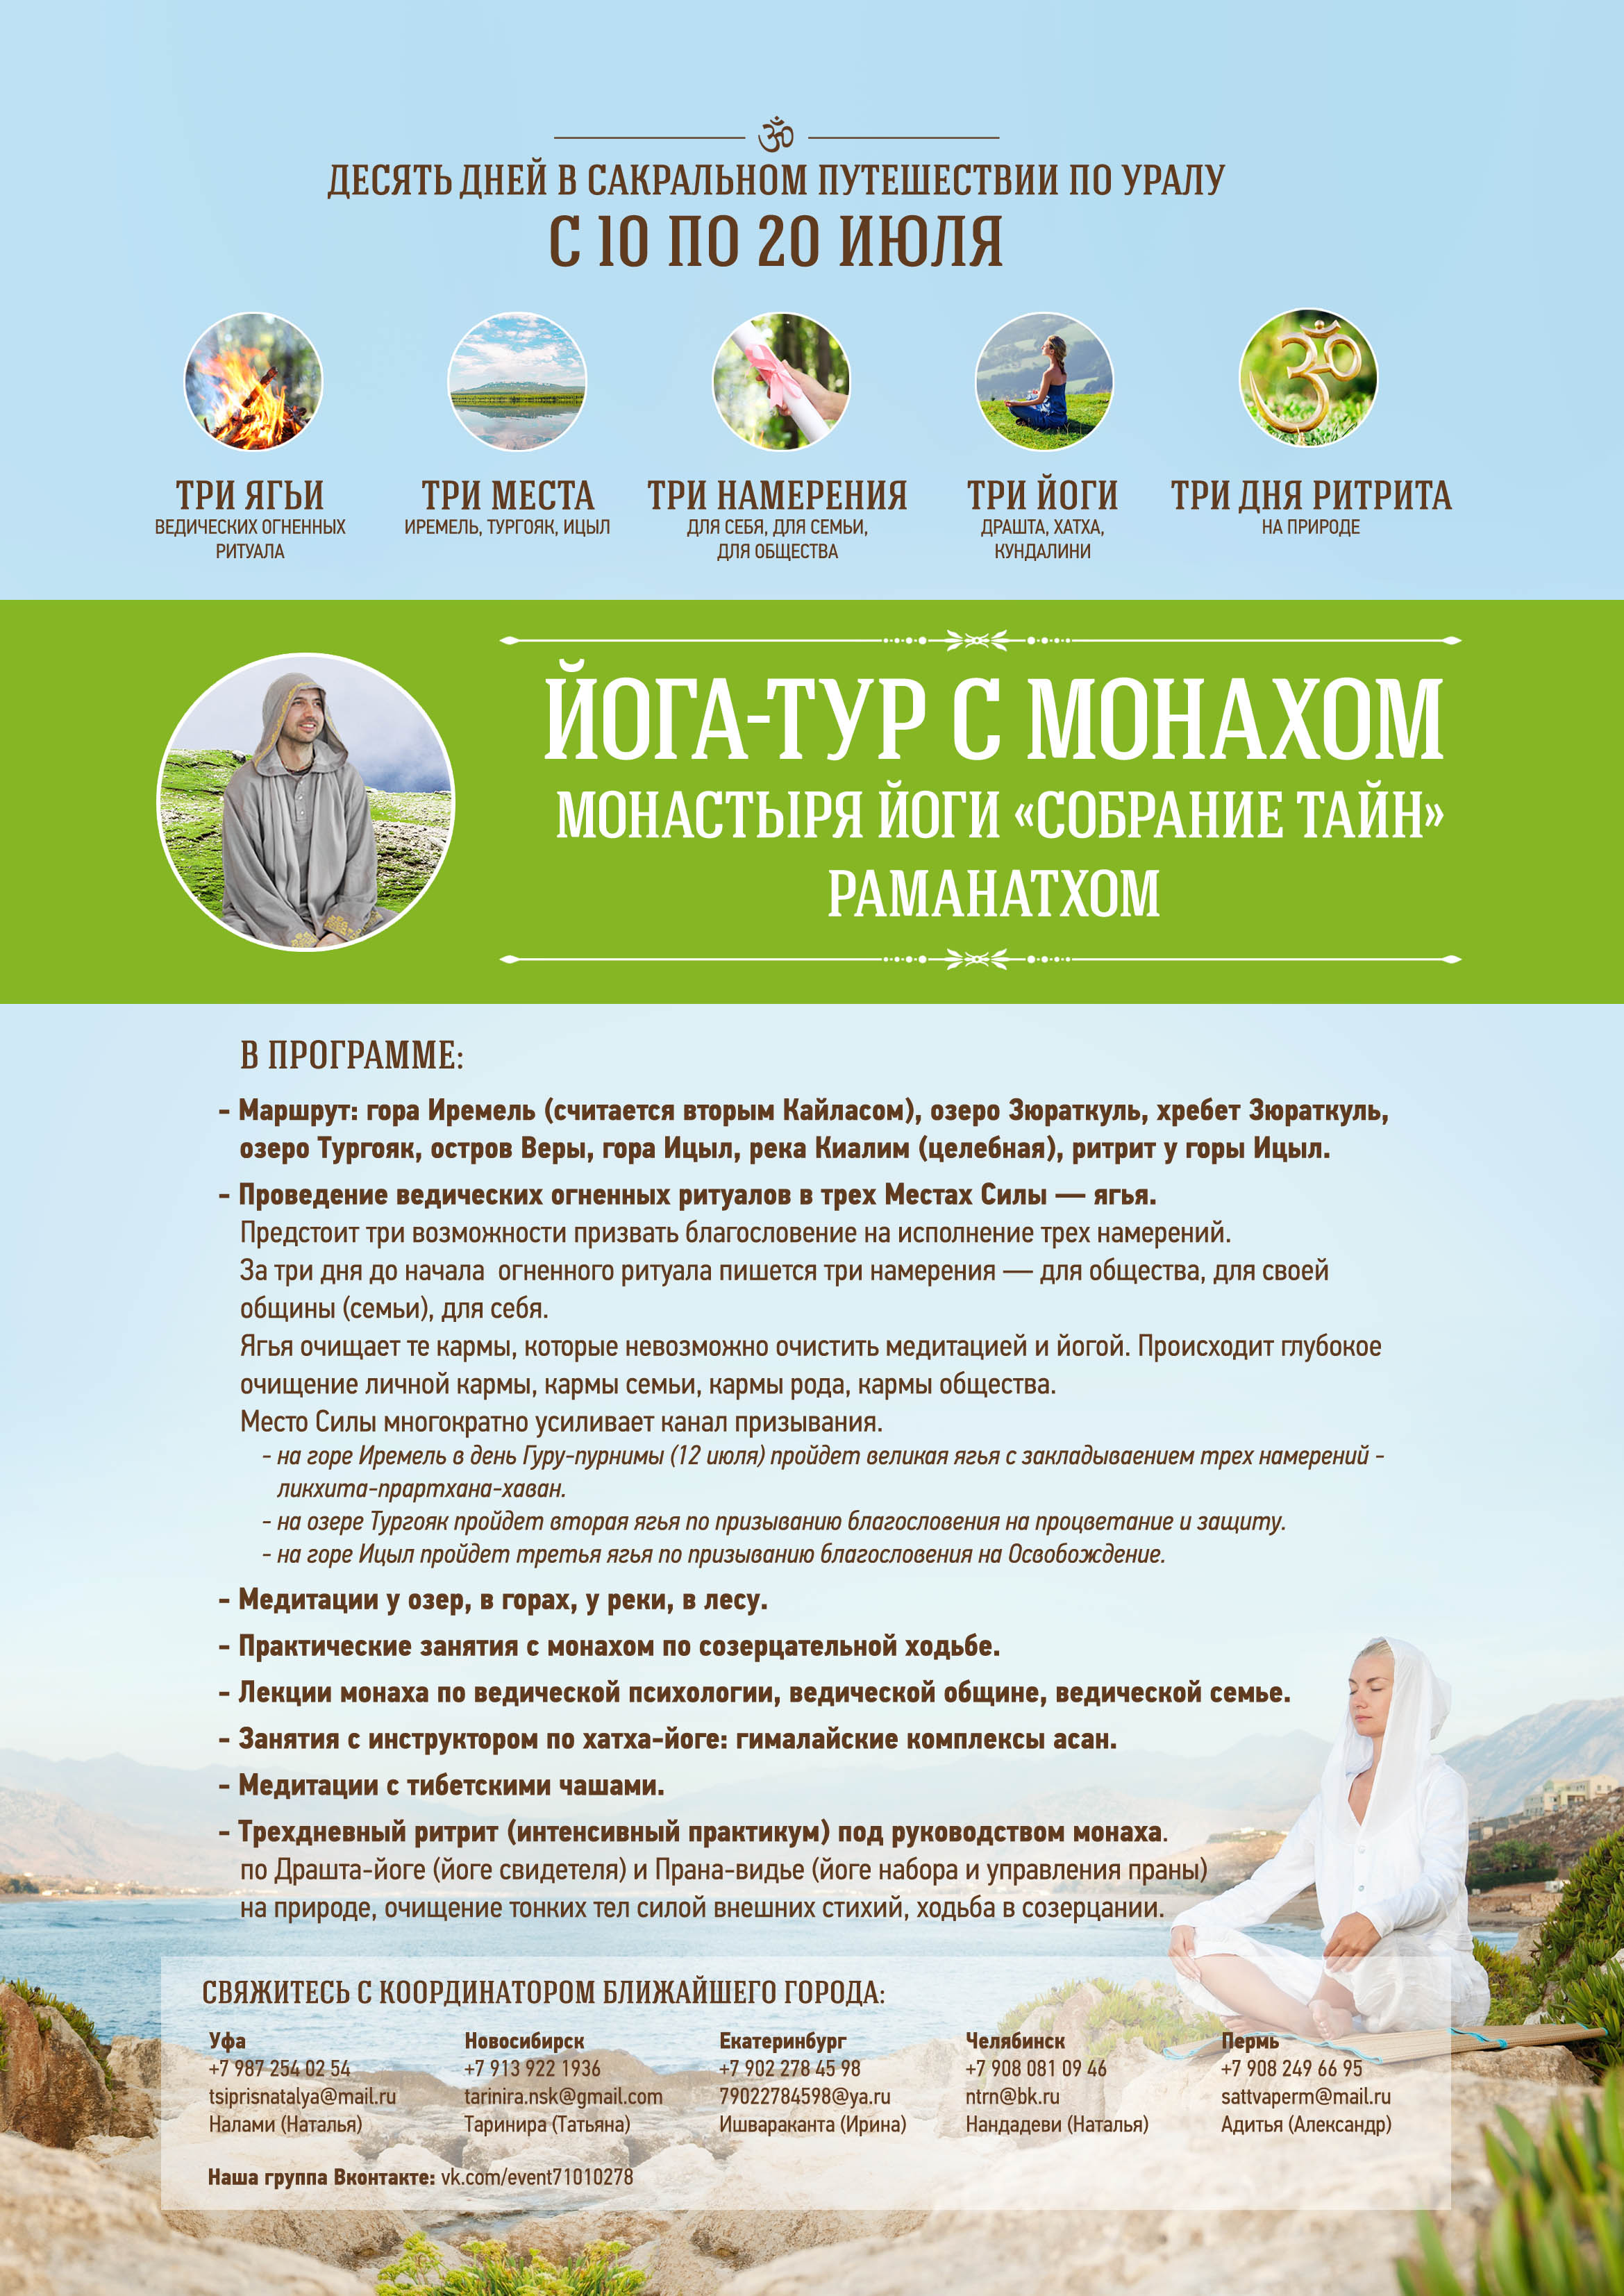 ॐ
ДЕСЯТЬ ДНЕЙ В САКРАЛЬНОМ ПУТЕШЕСТВИИ ПО УРАЛУ
С 10 ПО 20 ИЮЛЯ
ТРИ ЯГЬИ
ВЕДИЧЕСКИХ ОГНЕННЫХ
РИТУАЛА
ТРИ МЕСТА
ИРЕМЕЛЬ, ТУРГОЯК, ИЦЫЛ
ТРИ НАМЕРЕНИЯ
ДЛЯ СЕБЯ, ДЛЯ СЕМЬИ,
ДЛЯ ОБЩЕСТВА
ТРИ ЙОГИ
ДРАШТА, ХАТХА,
КУНДАЛИНИ
ॐ
ТРИ ДНЯ РИТРИТА
НА ПРИРОДЕ
ЙОГА-ТУР С МОНАХОМ
МОНАСТЫРЯ ЙОГИ «СОБРАНИЕ ТАЙН»
РАМАНАТХОМ
В ПРОГРАММЕ:
- Маршрут: гора Иремель (считается вторым Кайласом), озеро Зюраткуль, хребет Зюраткуль,
озеро Тургояк, остров Веры, гора Ицыл, река Киалим (целебная), ритрит у горы Ицыл.
- Проведение ведических огненных ритуалов в трех Местах Силы — ягья.
Предстоит три возможности призвать благословение на исполнение трех намерений.
За три дня до начала огненного ритуала пишется три намерения — для общества, для своей
общины (семьи), для себя.
Ягья очищает те кармы, которые невозможно очистить медитацией и йогой. Происходит глубокое
очищение личной кармы, кармы семьи, кармы рода, кармы общества.
Место Силы многократно усиливает канал призывания.
- на горе Иремель в день Гуру-пурнимы (12 июля) пройдет великая ягья с закладываением трех намерений -
ликхита-прартхана-хаван.
- на озере Тургояк пройдет вторая ягья по призыванию благословения на процветание и защиту.
- на горе Ицыл пройдет третья ягья по призыванию благословения на Освобождение.
- Медитации у озер, в горах, у реки, в лесу.
- Практические занятия с монахом по созерцательной ходьбе.
- Лекции монаха по ведической психологии, ведической общине, ведической семье.
- Занятия с инструктором по хатха-йоге: гималайские комплексы асан.
- Медитации с тибетскими чашами.
- Трехдневный ритрит (интенсивный практикум) под руководством монаха.
по Драшта-йоге (йоге свидетеля) и Прана-видье (йоге набора и управления праны)
на природе, очищение тонких тел силой внешних стихий, ходьба в созерцании.
СВЯЖИТЕСЬ С КООРДИНАТОРОМ БЛИЖАЙШЕГО ГОРОДА:
Уфа
+7 987 254 02 54
tsiprisnatalya@mail.ru
Налами (Наталья)
Новосибирск
+7 913 922 1936
tarinira.nsk@gmail.com
Таринира (Татьяна)
Екатеринбург
+7 902 278 45 98
79022784598@ya.ru
Ишвараканта (Ирина)
Челябинск
+7 908 081 09 46
ntrn@bk.ru
Нандадеви (Наталья)
Пермь
+7 908 249 66 95
sattvaperm@mail.ru
Адитья (Александр)
Наша группа Вконтакте: vk.com/event71010278